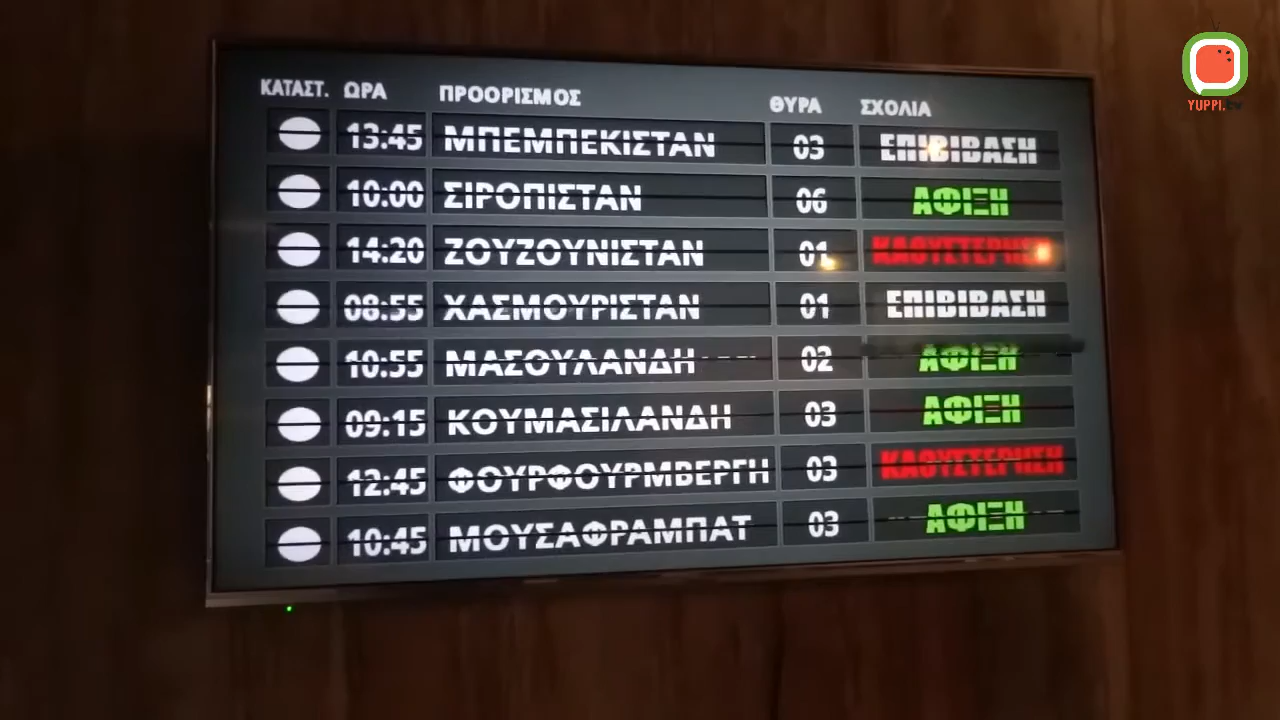 YUPPI.tv
ΚΑΤΑΣΤ. ΩΡΑ ΠΡΟΟΡΙΣΜΟΣ ΘΥΡΑ ΣΧΟΛΙΑ
13:45 ΜΠΕΜΠΕΚΙΣΤΑΝ 03 ΕΠΙΒΙΒΑΣΗ
10:00 ΣΙΡΟΠΙΣΤΑΝ 06 ΑΦΙΞΗ
14:20 ΖΟΥΖΟΥΝΙΣΤΑΝ 01 ΚΑΘΥΣΤΕΡΗΣΗ
08:55 ΧΑΣΜΟΥΡΙΣΤΑΝ 01 ΕΠΙΒΙΒΑΣΗ
10:55 ΜΑΣΟΥΛΑΝΔΗ 02 ΑΦΙΞΗ
09:15 ΚΟΥΜΑΣΙΛΑΝΔΗ 03 ΑΦΙΞΗ
12:45 ΦΟΥΡΦΟΥΡΜΒΕΡΓΗ 03 ΚΑΘΥΣΤΕΡΗΣΗ
10:45 ΜΟΥΣΑΦΡΑΜΠΑΤ 03 ΑΦΙΞΗ